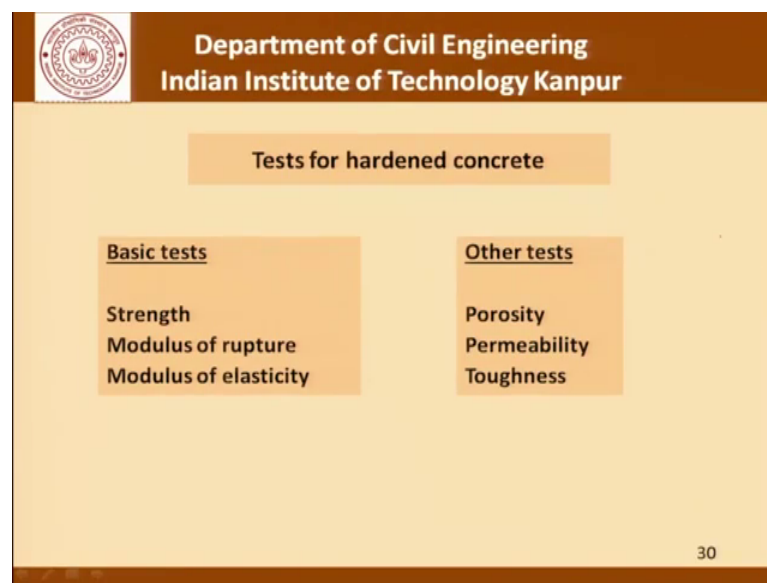 Department of Civil Engineering
Indian Institute of Technology Kanpur
Tests for hardened concrete
Basic tests
Strength
Modulus of rupture
Modulus of elasticity
Other tests
Porosity
Permeability
Toughness
30